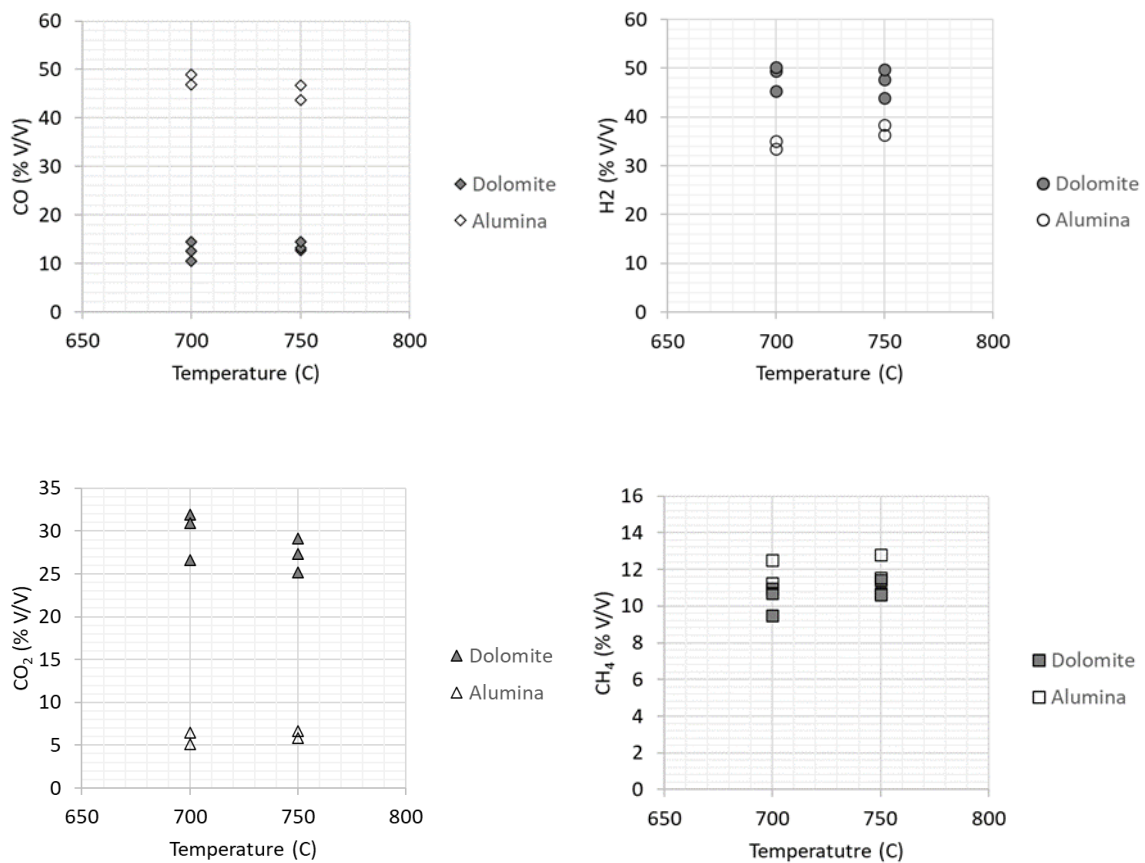 CO (% V/V)
60
50
40
30
20
10
0
650 700 750 800
Temperature (C)
Dolomite
Alumina
H2 (% V/V)
60
50
40
30
20
10
0
650 700 750 800
Temperature (C)
Dolomite
Alumina
CO₂ (% V/V)
35
30
25
20
15
10
5
0
650 700 750 800
Temperature (C)
Dolomite
Alumina
CH₄ (% V/V)
16
14
12
10
8
6
4
2
0
650 700 750 800
Temperatutre (C)
Dolomite
Alumina